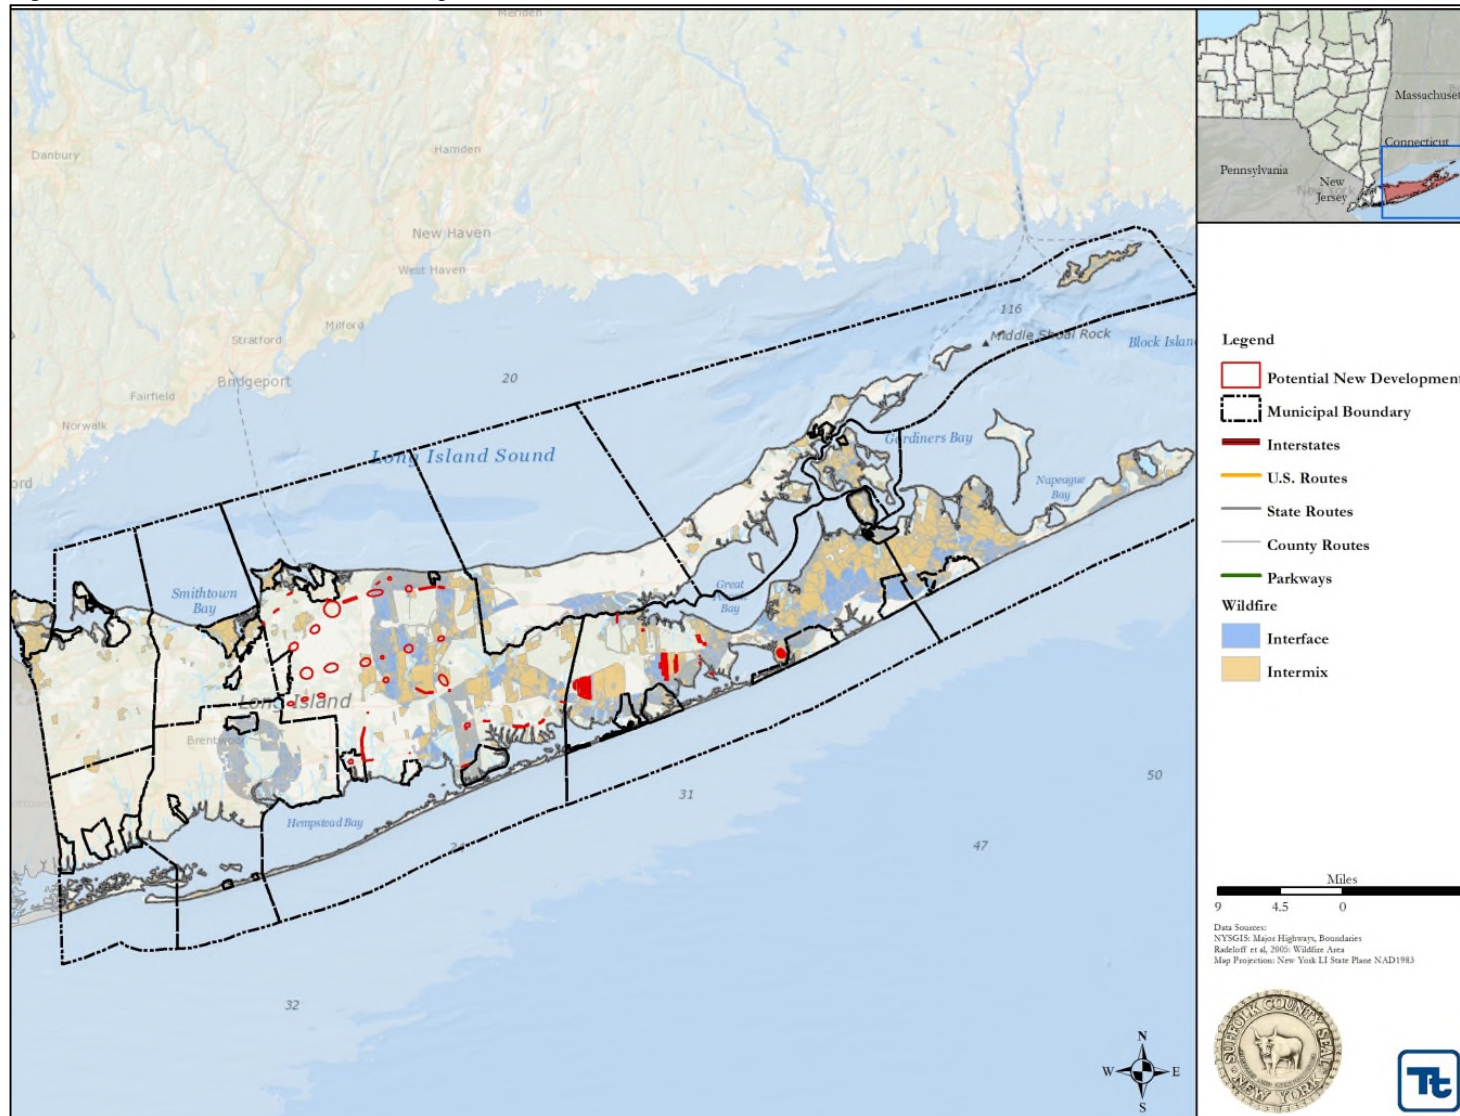 Meriden
Danbury
Hamden
New Haven
West Haven
Milford
Stratford
Bridgeport
Fairfield
Norwalk
20
116
Middle Shoal Rock
Block Island
Long Island Sound
Gardiners Bay
Napeague
Bay
Smithtown
Bay
Great
Bay
Long Island
Brentwood
Hempstead Bay
31
50
47
32
N
W E
S
Massachuset
Connecticut
Pennsylvania
New
Jersey
New York
Legend
Potential New Development
Municipal Boundary
Interstates
U.S. Routes
State Routes
County Routes
Parkways
Wildfire
Interface
Intermix
Miles
9 4.5 0
Data Sources:
NYSGIS: Major Highways, Boundaries
Radeloff et al, 2005: Wildfire Area
Map Projection: New York LI State Plane NAD1983
SUFFOLK COUNTY SEAL
NEW YORK
Tt